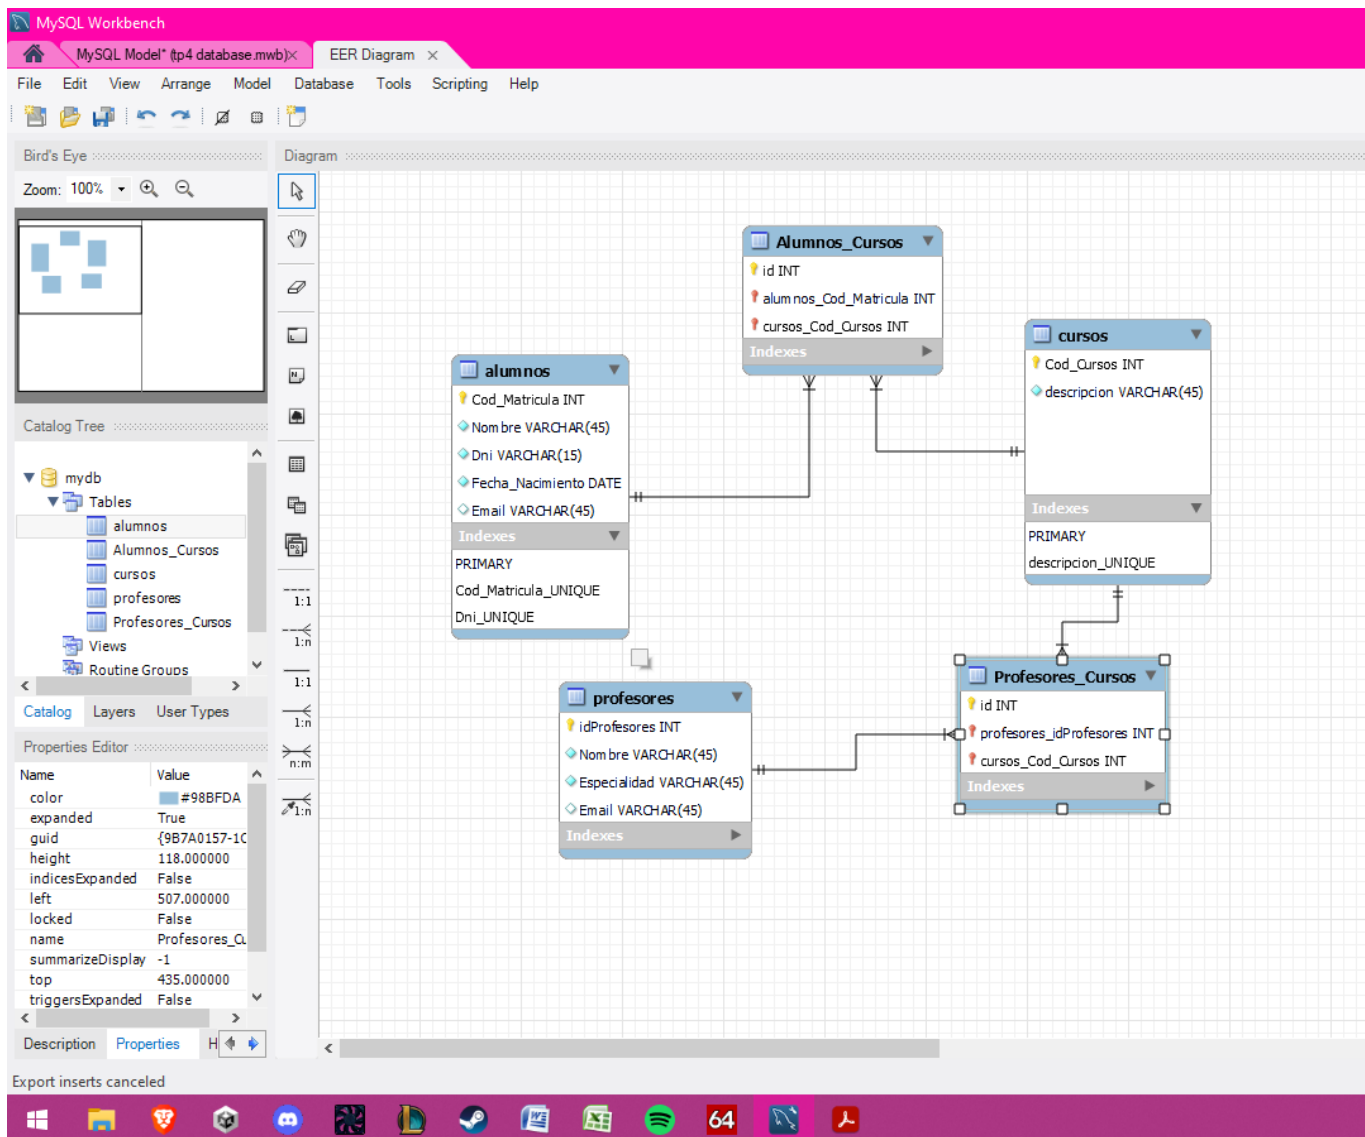 MySQL Workbench
MySQL Model* (tp4 database.mwb)×
EER Diagram ×
File Edit View Arrange Model Database Tools Scripting Help
Bird's Eye
Zoom: 100%
Catalog Tree
mydb
Tables
alumnos
Alumnos_Cursos
cursos
profesores
Profesores_Cursos
Views
Routine Groups
Catalog Layers User Types
Properties Editor
Name Value
color #98BFDA
expanded True
guid {9B7A0157-1C
height 118.000000
indicesExpanded False
left 507.000000
locked False
name Profesores_Cu
summarizeDisplay -1
top 435.000000
triggersExpanded False
Description Properties H
Export inserts canceled
Diagram
1:1
1:n
1:1
1:n
n:m
1:n
Alumnos_Cursos
id INT
alumnos_Cod_Matricula INT
cursos_Cod_Cursos INT
Indexes
cursos
Cod_Cursos INT
descripcion VARCHAR(45)
Indexes
PRIMARY
descripcion_UNIQUE
alumnos
Cod_Matricula INT
Nombre VARCHAR(45)
Dni VARCHAR(15)
Fecha_Nacimiento DATE
Email VARCHAR(45)
Indexes
PRIMARY
Cod_Matricula_UNIQUE
Dni_UNIQUE
profesores
idProfesores INT
Nombre VARCHAR(45)
Especialidad VARCHAR(45)
Email VARCHAR(45)
Indexes
Profesores_Cursos
id INT
profesores_idProfesores INT
cursos_Cod_Cursos INT
Indexes
64